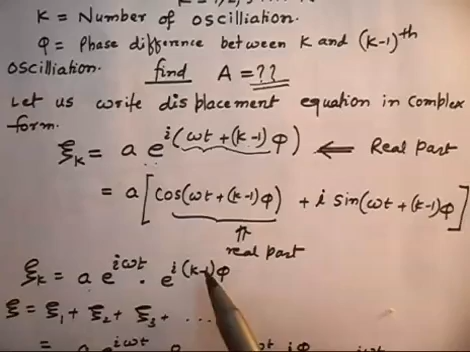 K = Number of oscilliation.
φ = Phase difference between K and (K-1)th
oscilliation. find A = ??
Let us write displacement equation in complex
form.
ξk = a e^i(ωt + (k-1)φ) ⟸ Real part
= a[cos(ωt + (k-1)φ) + i sin(ωt + (k-1)φ]
⇑
real part
ξk = a e^iωt · e^i(k-1)φ
ξ = ξ1 + ξ2 + ξ3 + ...